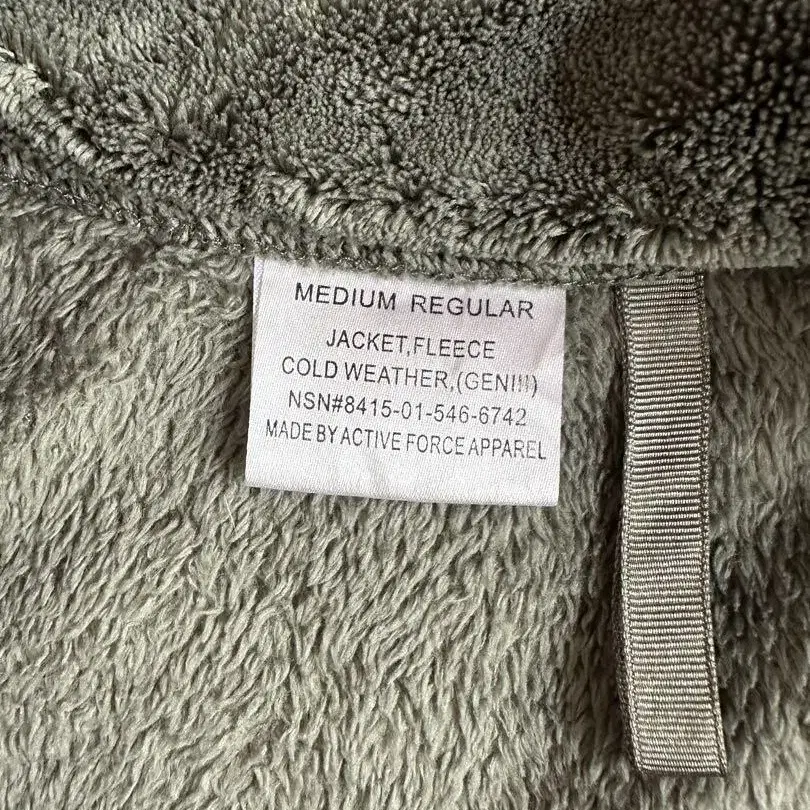 MEDIUM REGULAR
JACKET,FLEECE
COLD WEATHER,(GENIII)
NSN#8415-01-546-6742
MADE BY ACTIVE FORCE APPAREL